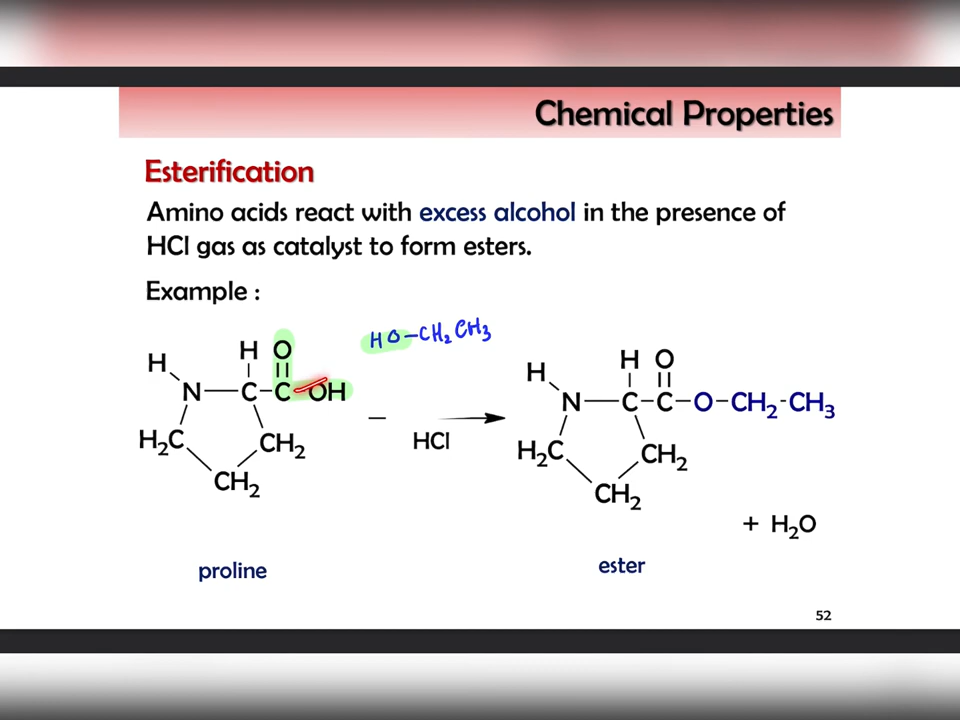 Chemical Properties
Esterification
Amino acids react with excess alcohol in the presence of
HCl gas as catalyst to form esters.
Example :
HO-CH2CH3
H O
H
N C C OH
H2C CH2
CH2
HCl
H O
H
N C C O CH2 CH3
H2C CH2
CH2
+ H2O
proline
ester
52